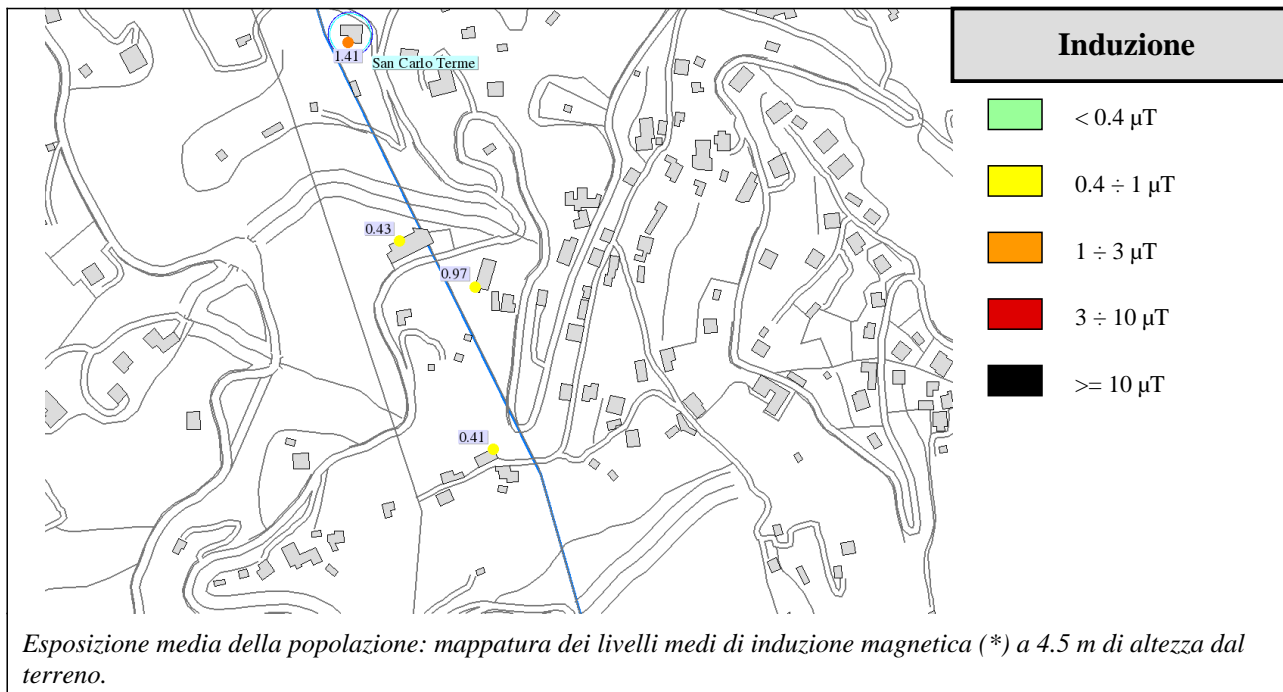 Induzione
< 0.4 µT
0.4 ÷ 1 µT
1 ÷ 3 µT
3 ÷ 10 µT
>= 10 µT
1.41
San Carlo Terme
0.43
0.97
0.41
Esposizione media della popolazione: mappatura dei livelli medi di induzione magnetica (*) a 4.5 m di altezza dal
terreno.